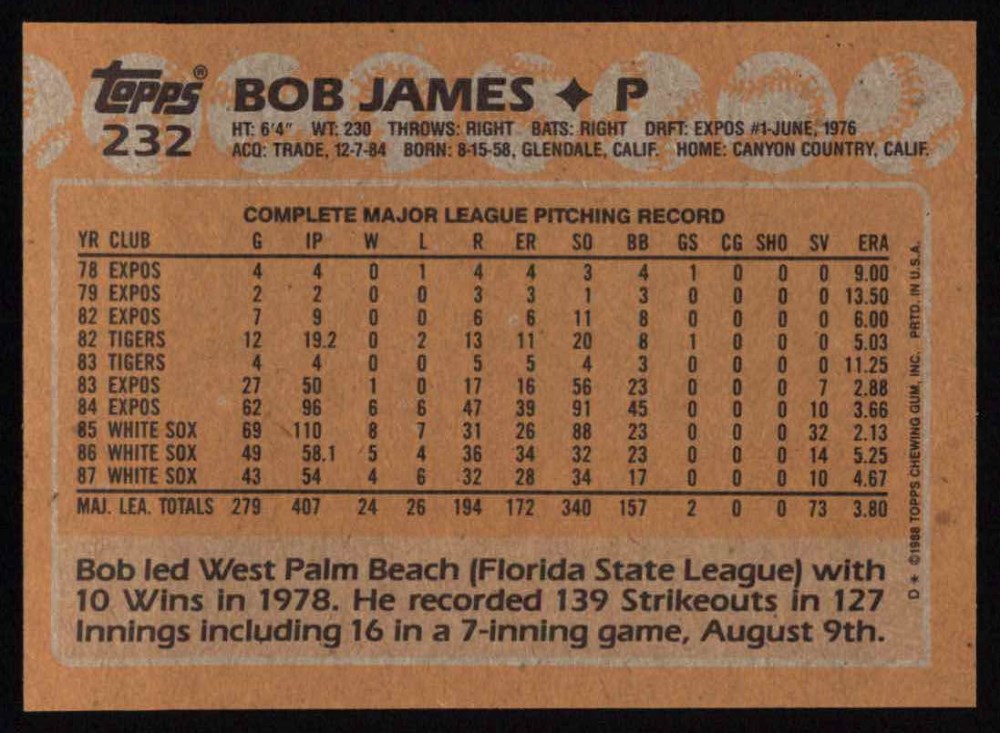 Topps® BOB JAMES ✦ P
232
HT: 6'4" WT: 230 THROWS: RIGHT BATS: RIGHT DRFT: EXPOS #1-JUNE, 1976
ACQ: TRADE, 12-7-84 BORN: 8-15-58, GLENDALE, CALIF. HOME: CANYON COUNTRY, CALIF.
COMPLETE MAJOR LEAGUE PITCHING RECORD
YR CLUB G IP W L R ER SO BB GS CG SHO SV ERA
78 EXPOS 4 4 0 1 4 4 3 4 1 0 0 0 9.00
79 EXPOS 2 2 0 0 3 3 1 3 0 0 0 0 13.50
82 EXPOS 7 9 0 0 6 6 11 8 0 0 0 0 6.00
82 TIGERS 12 19.2 0 2 13 11 20 8 1 0 0 0 5.03
83 TIGERS 4 4 0 0 5 5 4 3 0 0 0 0 11.25
83 EXPOS 27 50 1 0 17 16 56 23 0 0 0 7 2.88
84 EXPOS 62 96 6 6 47 39 91 45 0 0 0 10 3.66
85 WHITE SOX 69 110 8 7 31 26 88 23 0 0 0 32 2.13
86 WHITE SOX 49 58.1 5 4 36 34 32 23 0 0 0 14 5.25
87 WHITE SOX 43 54 4 6 32 28 34 17 0 0 0 10 4.67
MAJ. LEA. TOTALS 279 407 24 26 194 172 340 157 2 0 0 73 3.80
Bob led West Palm Beach (Florida State League) with
10 Wins in 1978. He recorded 139 Strikeouts in 127
Innings including 16 in a 7-inning game, August 9th.
D* ©1988 TOPPS CHEWING GUM, INC. PRTD. IN U.S.A.